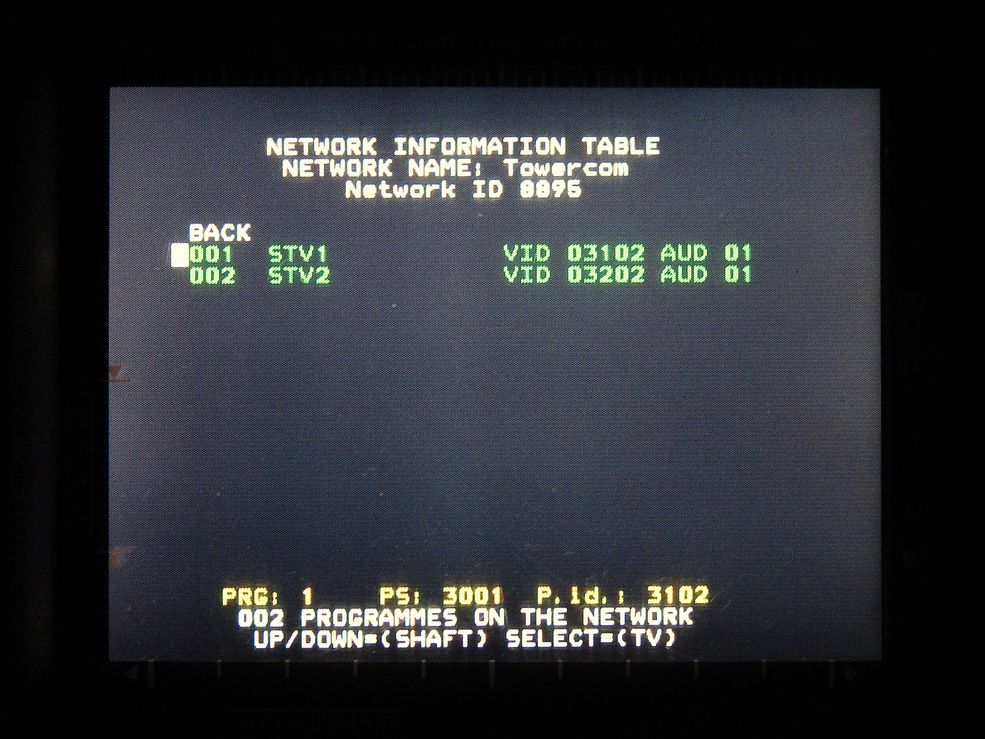 NETWORK INFORMATION TABLE
NETWORK NAME: Towercom
Network ID 8895
BACK
001 STV1 VID 03102 AUD 01
002 STV2 VID 03202 AUD 01
PRG: 1 PS: 3001 P.id.: 3102
002 PROGRAMMES ON THE NETWORK
UP/DOWN=(SHAFT) SELECT=(TV)